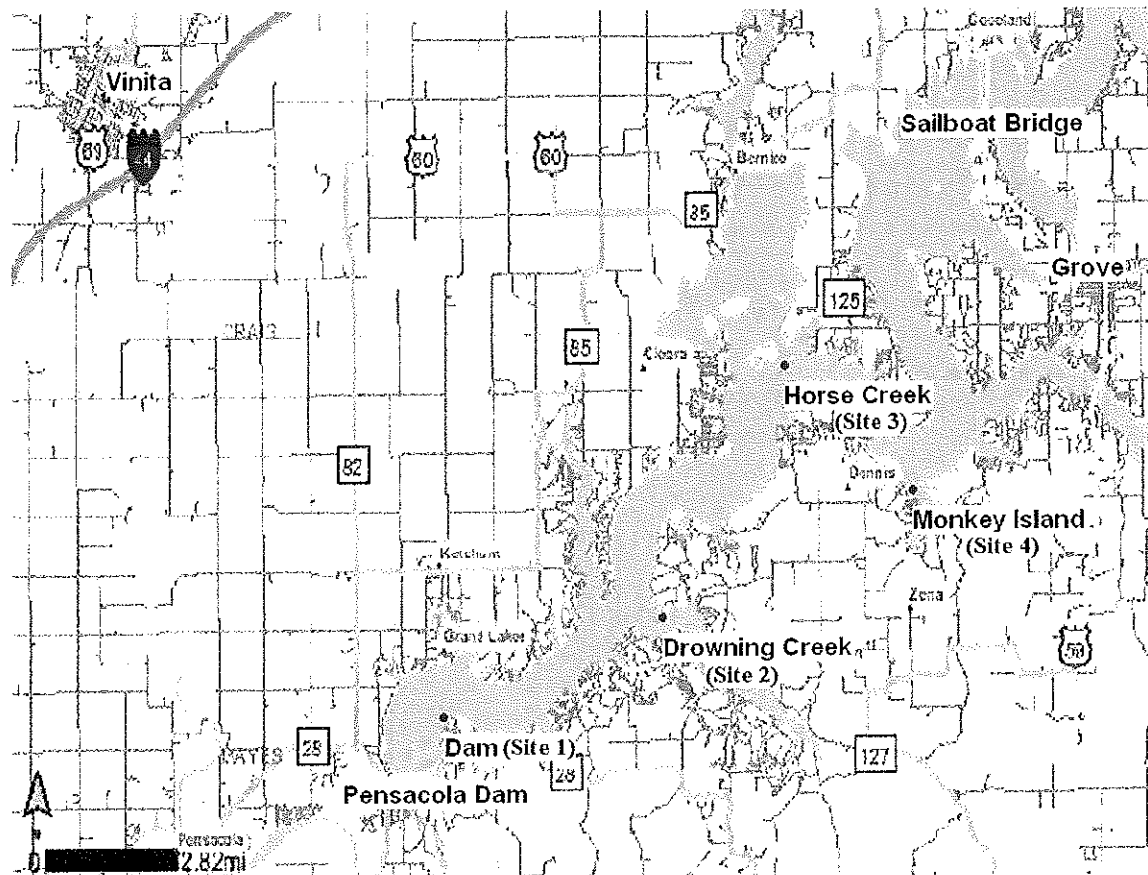 Vinita
69
60
60
Bernice
Sailboat Bridge
85
Grove
125
CRAIG
85
Cleora
Horse Creek
(Site 3)
82
Dennis
Monkey Island
(Site 4)
Ketchum
Zena
Grand Lake
59
Drowning Creek
(Site 2)
28
Dam (Site 1)
28
127
Pensacola Dam
Pensacola
0 2.82mi